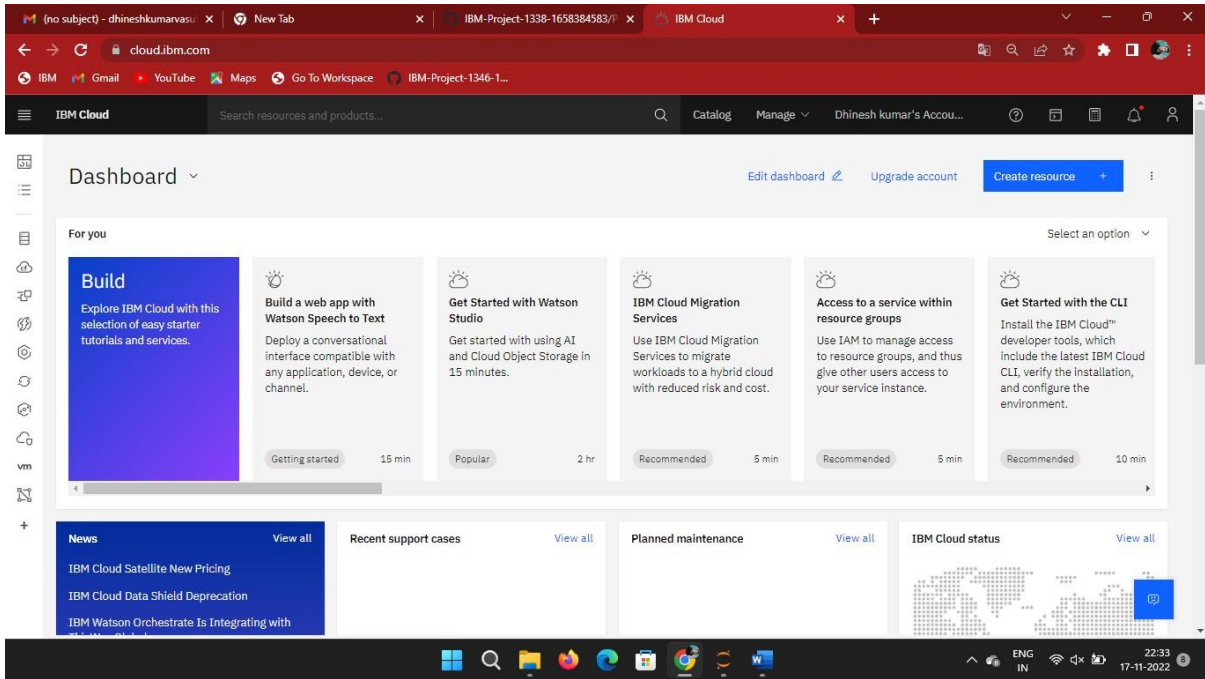 (no subject) - dhineshkumarvasu
New Tab
IBM-Project-1338-1658384583/P
IBM Cloud
cloud.ibm.com
IBM Gmail YouTube Maps Go To Workspace IBM-Project-1346-1...
IBM Cloud Search resources and products... Catalog Manage Dhinesh kumar's Accou...
Dashboard
Edit dashboard Upgrade account Create resource +
For you
Select an option
Build
Explore IBM Cloud with this
selection of easy starter
tutorials and services.
Build a web app with
Watson Speech to Text
Deploy a conversational
interface compatible with
any application, device, or
channel.
Getting started 15 min
Get Started with Watson
Studio
Get started with using AI
and Cloud Object Storage in
15 minutes.
Popular 2 hr
IBM Cloud Migration
Services
Use IBM Cloud Migration
Services to migrate
workloads to a hybrid cloud
with reduced risk and cost.
Recommended 5 min
Access to a service within
resource groups
Use IAM to manage access
to resource groups, and thus
give other users access to
your service instance.
Recommended 5 min
Get Started with the CLI
Install the IBM Cloud™
developer tools, which
include the latest IBM Cloud
CLI, verify the installation,
and configure the
environment.
Recommended 10 min
vm
News View all
IBM Cloud Satellite New Pricing
IBM Cloud Data Shield Deprecation
IBM Watson Orchestrate Is Integrating with
Recent support cases View all
Planned maintenance View all
IBM Cloud status View all
ENG
IN
22:33
17-11-2022
8